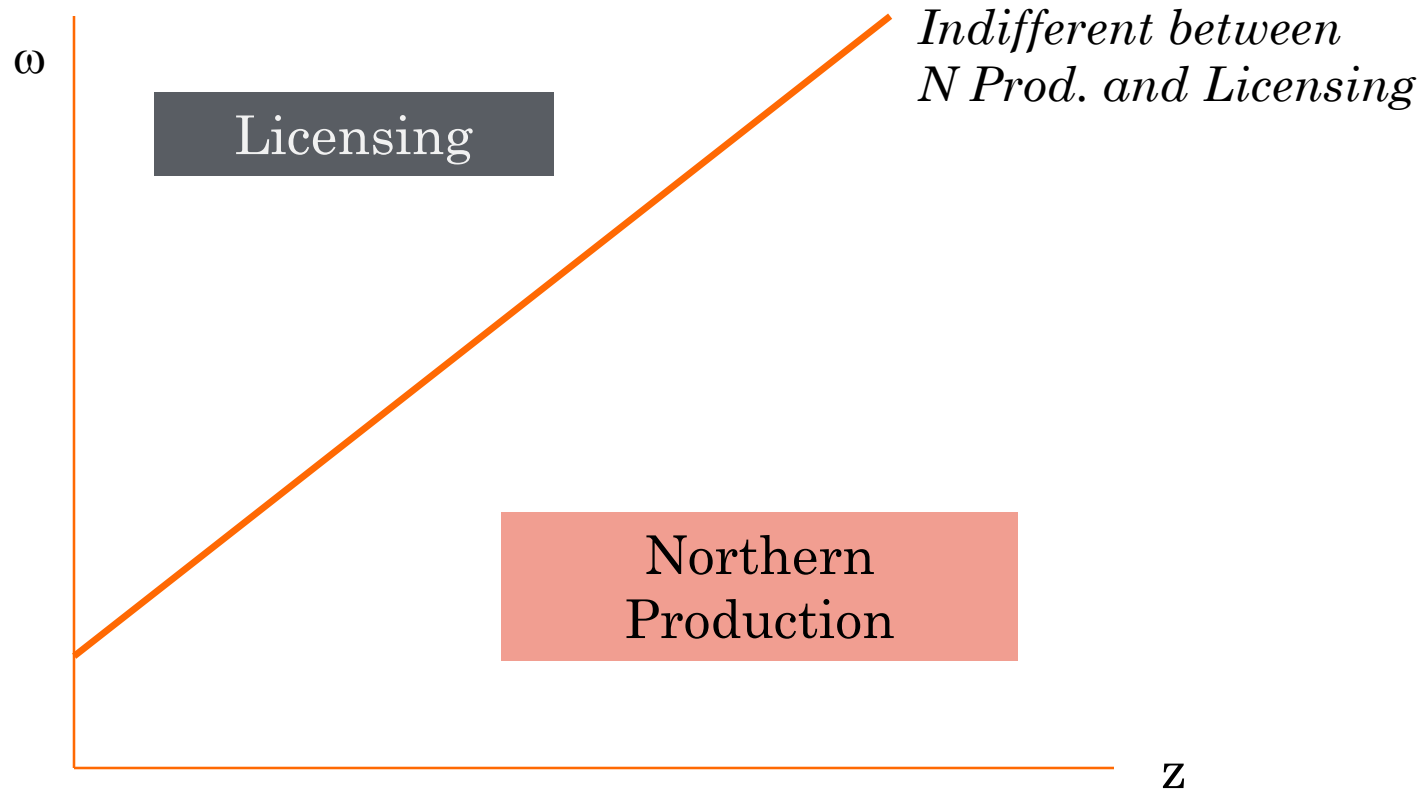 ω
Indifferent between
N Prod. and Licensing
Licensing
Northern
Production
z